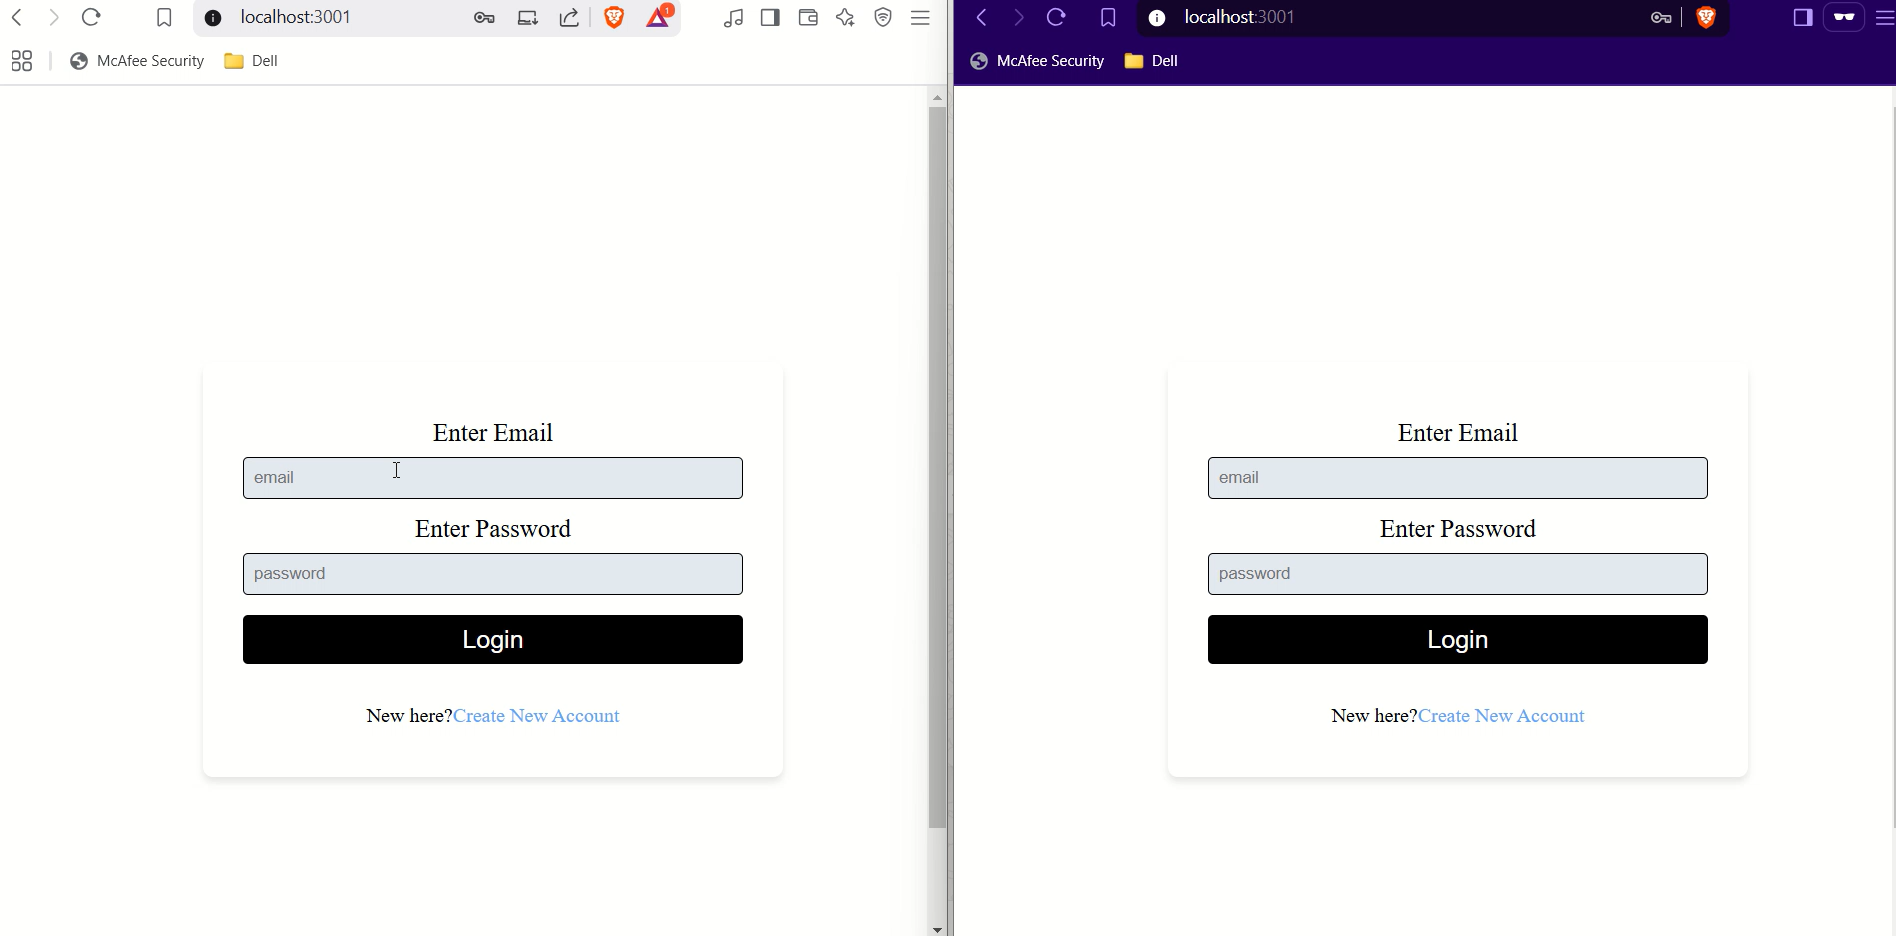 localhost:3001
1
McAfee Security
Dell
Enter Email
email
Enter Password
password
Login
New here?Create New Account
localhost:3001
McAfee Security
Dell
Enter Email
email
Enter Password
password
Login
New here?Create New Account